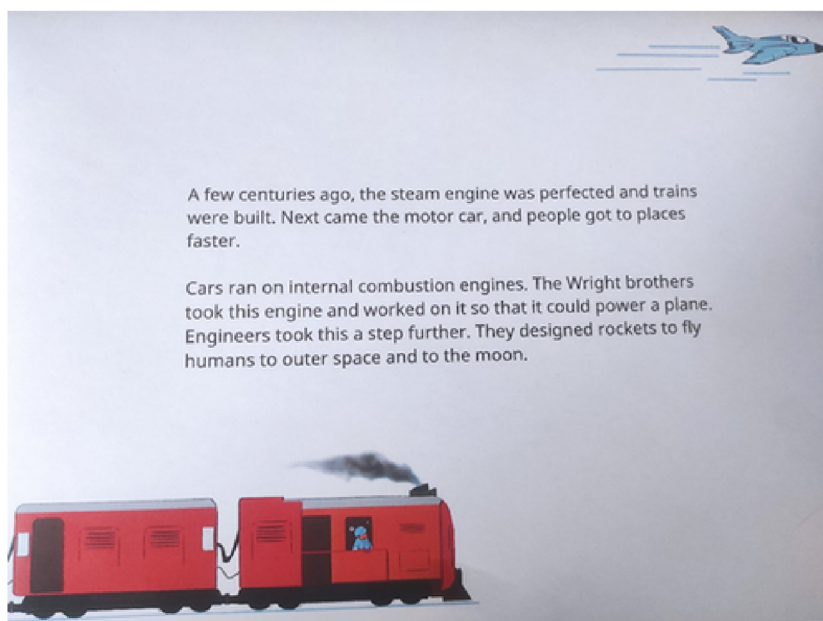 A few centuries ago, the steam engine was perfected and trains
were built. Next came the motor car, and people got to places
faster.
Cars ran on internal combustion engines. The Wright brothers
took this engine and worked on it so that it could power a plane.
Engineers took this a step further. They designed rockets to fly
humans to outer space and to the moon.